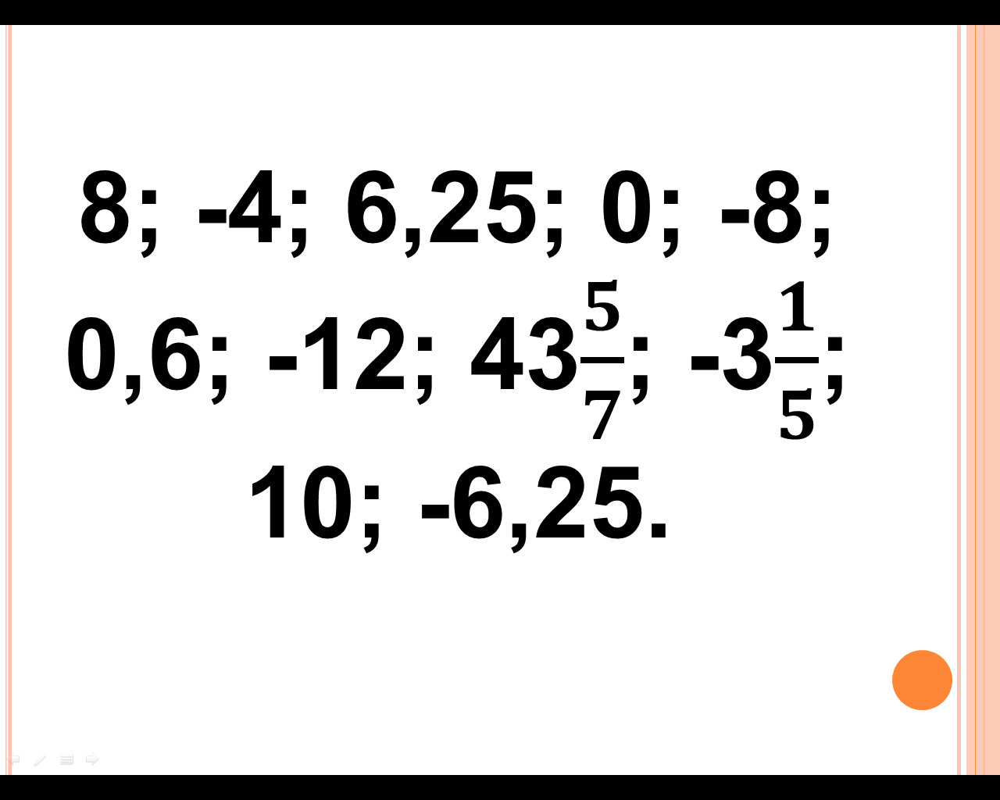 8; -4; 6,25; 0; -8;
0,6; -12; 43 5/7; -3 1/5;
10; -6,25.